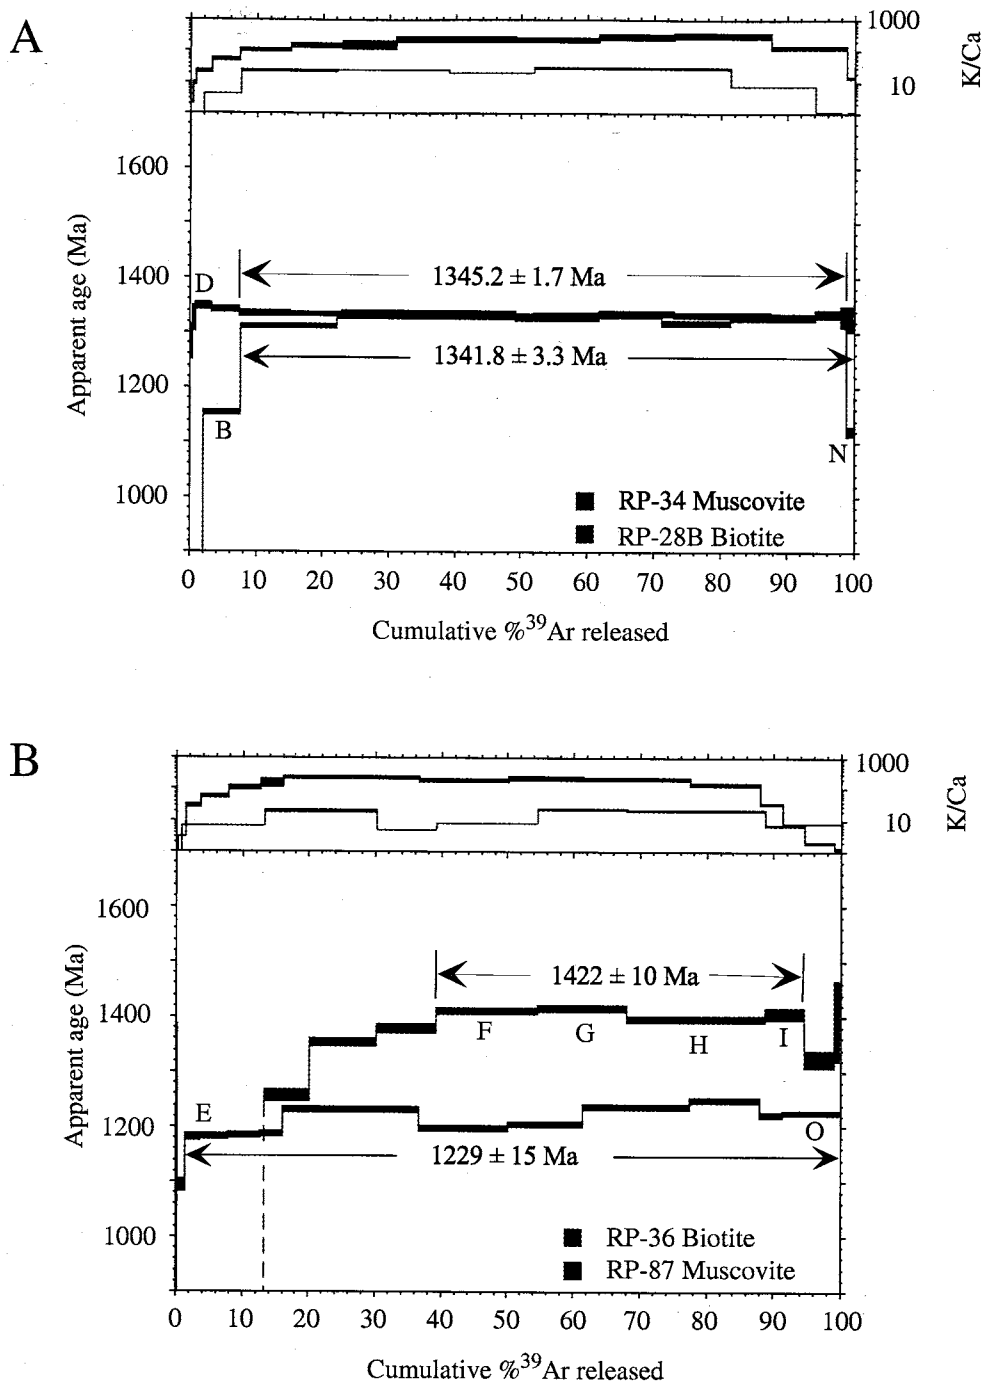 A
1000
10
K/Ca
1600
1400
1200
1000
Apparent age (Ma)
D
1345.2 ± 1.7 Ma
1341.8 ± 3.3 Ma
B
N
RP-34 Muscovite
RP-28B Biotite
0 10 20 30 40 50 60 70 80 90 100
Cumulative %³⁹Ar released
B
1000
10
K/Ca
1600
1400
1200
1000
Apparent age (Ma)
1422 ± 10 Ma
F G H I
E
O
1229 ± 15 Ma
RP-36 Biotite
RP-87 Muscovite
0 10 20 30 40 50 60 70 80 90 100
Cumulative %³⁹Ar released